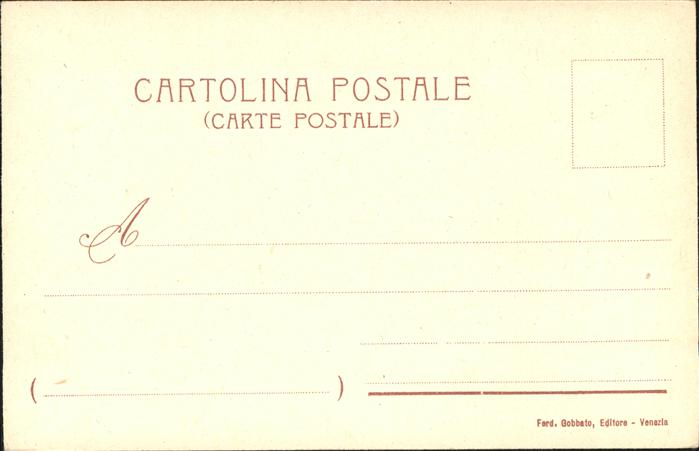 CARTOLINA POSTALE
(CARTE POSTALE)
A
( )
Ferd. Gobbato, Editore - Venezia